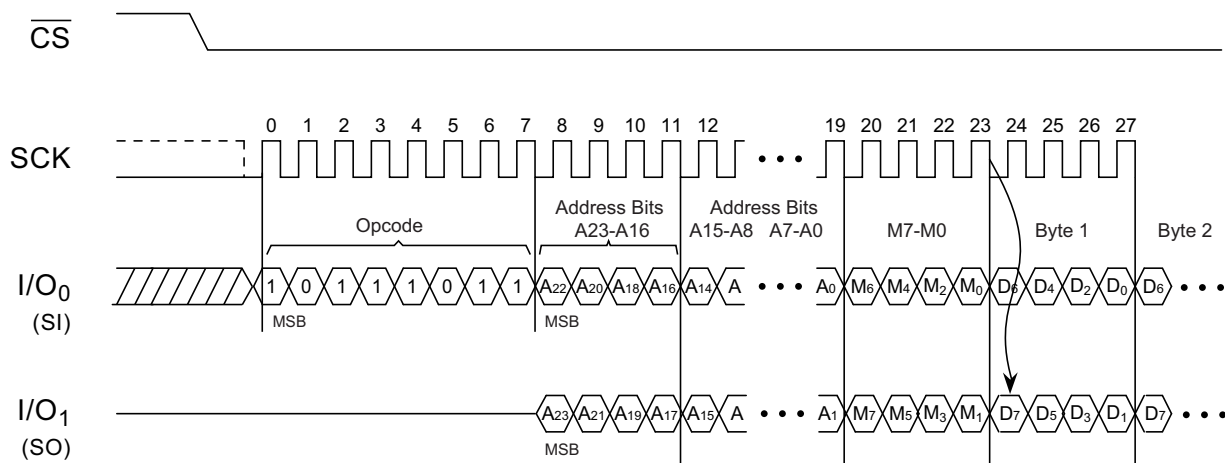 CS
SCK
0 1 2 3 4 5 6 7 8 9 10 11 12 19 20 21 22 23 24 25 26 27
Opcode
Address Bits
A23-A16
Address Bits
A15-A8 A7-A0
M7-M0
Byte 1
Byte 2
I/O0
(SI)
1 0 1 1 1 0 1 1 A22 A20 A18 A16 A14 A A0 M6 M4 M2 M0 D6 D4 D2 D0 D6
MSB MSB
I/O1
(SO)
A23 A21 A19 A17 A15 A A1 M7 M5 M3 M1 D7 D5 D3 D1 D7
MSB